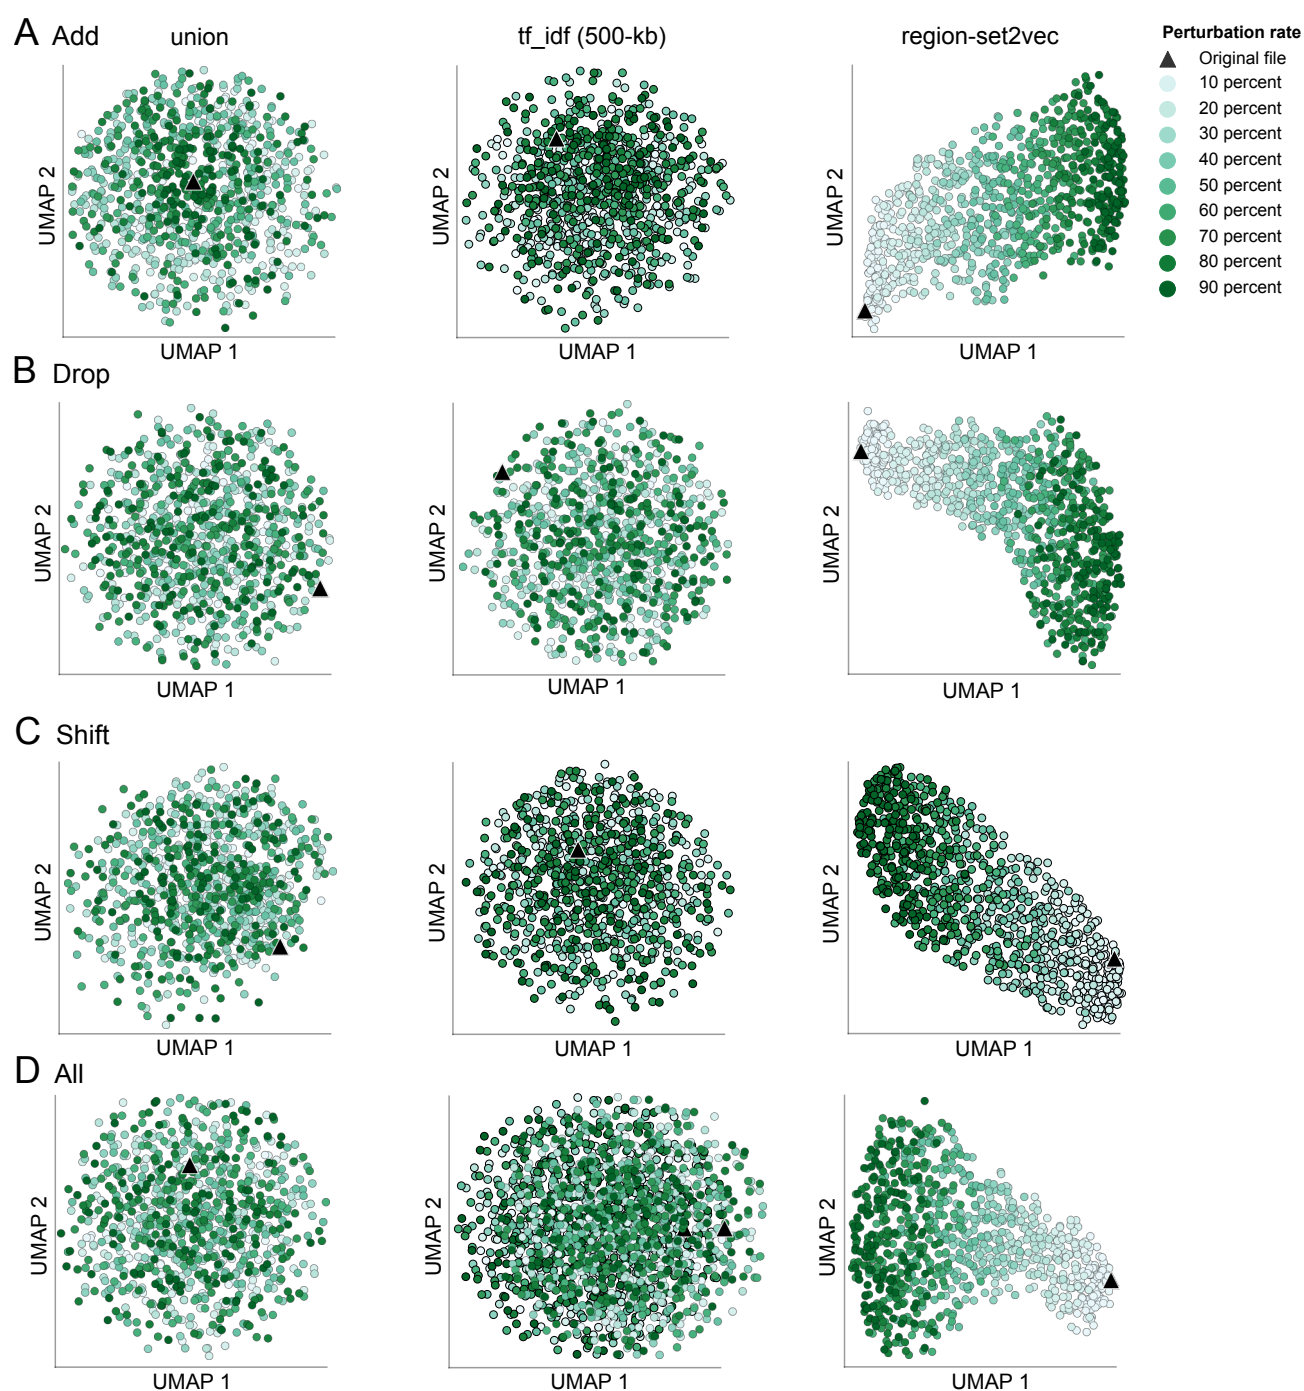 A Add
union
tf_idf (500-kb)
region-set2vec
Perturbation rate
Original file
10 percent
20 percent
30 percent
40 percent
50 percent
60 percent
70 percent
80 percent
90 percent
UMAP 2
UMAP 1
UMAP 2
UMAP 1
UMAP 2
UMAP 1
B Drop
UMAP 2
UMAP 1
UMAP 2
UMAP 1
UMAP 2
UMAP 1
C Shift
UMAP 2
UMAP 1
UMAP 2
UMAP 1
UMAP 2
UMAP 1
D All
UMAP 2
UMAP 1
UMAP 2
UMAP 1
UMAP 2
UMAP 1